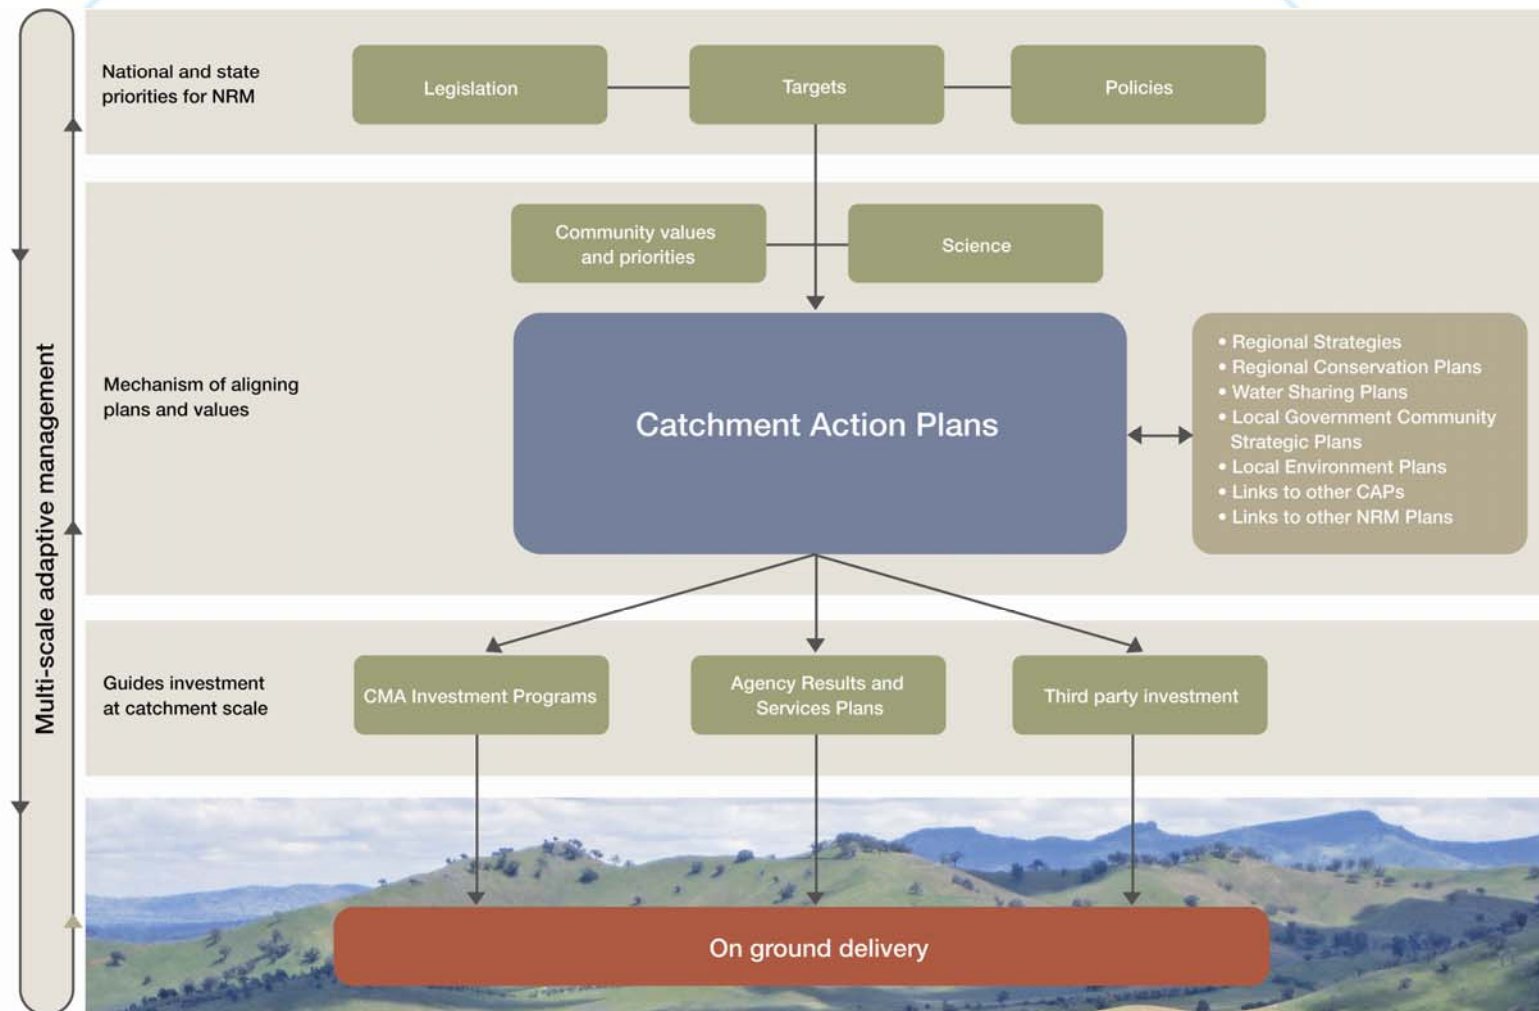 National and state
priorities for NRM
Legislation
Targets
Policies
Community values
and priorities
Science
Mechanism of aligning
plans and values
Catchment Action Plans
• Regional Strategies
• Regional Conservation Plans
• Water Sharing Plans
• Local Government Community
Strategic Plans
• Local Environment Plans
• Links to other CAPs
• Links to other NRM Plans
Multi-scale adaptive management
Guides investment
at catchment scale
CMA Investment Programs
Agency Results and
Services Plans
Third party investment
On ground delivery